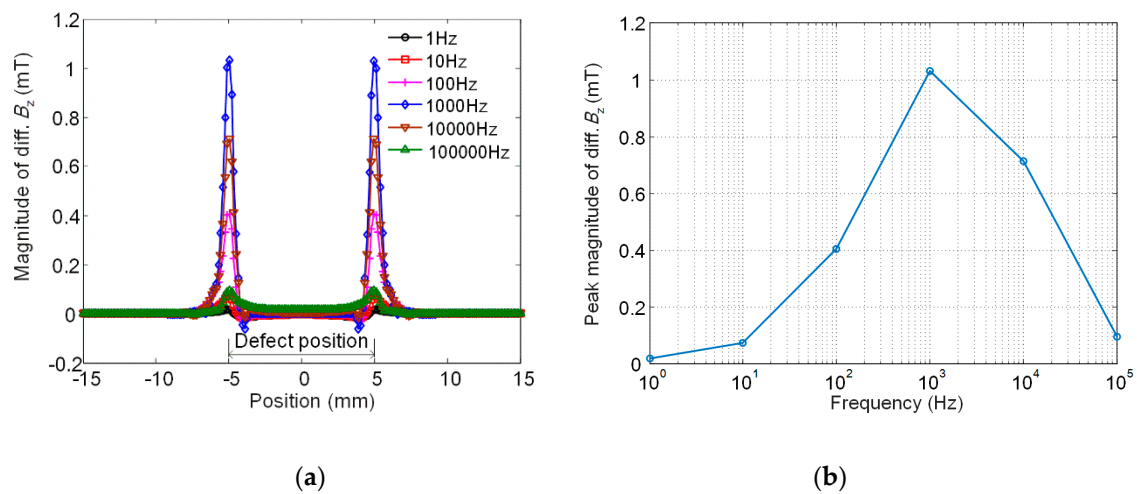 1.2
1
0.8
0.6
0.4
0.2
0
-0.2
Magnitude of diff. Bz (mT)
1Hz
10Hz
100Hz
1000Hz
10000Hz
100000Hz
Defect position
-15 -10 -5 0 5 10 15
Position (mm)
(a)
1.2
1
0.8
0.6
0.4
0.2
0
Peak magnitude of diff. Bz (mT)
10^0 10^1 10^2 10^3 10^4 10^5
Frequency (Hz)
(b)